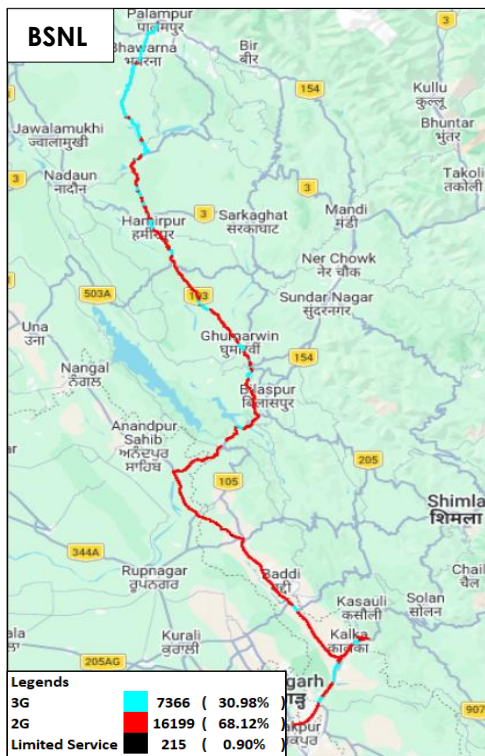 BSNL
Palampur
पालमपुर
3
Bhawarna
भवारना
Bir
बीर
154
Kullu
कुल्लू
Jawalamukhi
ज्वालामुखी
Bhuntar
भुंतर
3
Nadaun
नादौन
Takoli
तकोली
Hamirpur
हमीरपुर
3
Sarkaghat
सरकाघाट
Mandi
मंडी
Ner Chowk
नेर चौक
503A
103
Sundar Nagar
सुंदरनगर
Una
उना
Ghumarwin
घुमारवीं
154
Nangal
ਨੰਗਲ
Bilaspur
बिलासपुर
Anandpur
Sahib
ਅਨੰਦਪੁਰ
ਸਾਹਿਬ
205
105
Shimla
शिमला
344A
Rupnagar
ਰੂਪਨਗਰ
Baddi
Chail
चैल
Kasauli
कसौली
Solan
सोलन
Kurali
ਕੁਰਾਲੀ
Kalka
कालका
205AG
907
Legends
3G 7366 ( 30.98% )
2G 16199 ( 68.12% )
Limited Service 215 ( 0.90% )